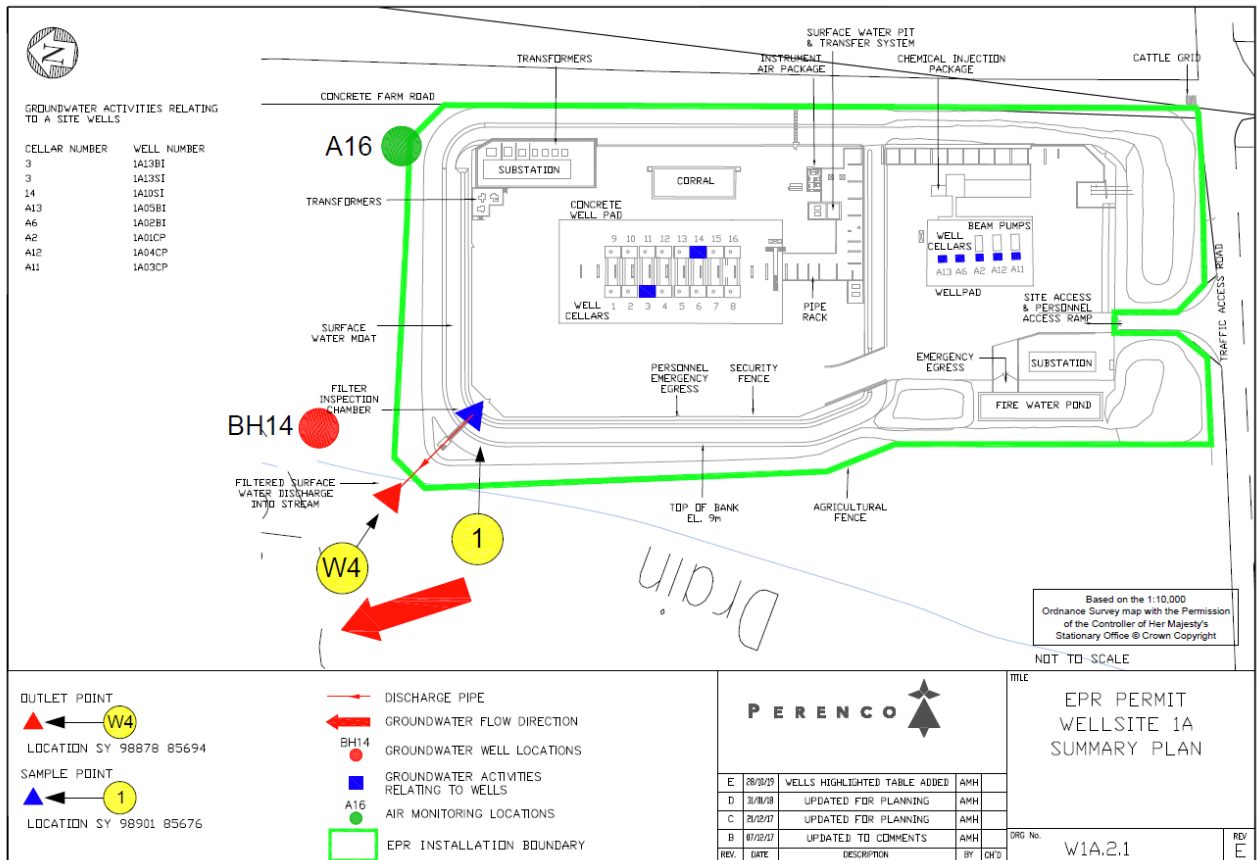 N
GROUNDWATER ACTIVITIES RELATING
TO A SITE WELLS
CELLAR NUMBER WELL NUMBER
3 1A13BI
3 1A13SI
14 1A10SI
A13 1A05BI
A6 1A02BI
A2 1A01CP
A12 1A04CP
A11 1A03CP
SURFACE WATER PIT
& TRANSFER SYSTEM
TRANSFORMERS
INSTRUMENT
AIR PACKAGE
CHEMICAL INJECTION
PACKAGE
CATTLE GRID
CONCRETE FARM ROAD
A16
SUBSTATION
CORRAL
TRANSFORMERS
CONCRETE
WELL PAD
9 10 11 12 13 14 15 16
1 2 3 4 5 6 7 8
WELL
CELLARS
PIPE
RACK
BEAM PUMPS
WELL
CELLARS
A13 A6 A2 A12 A11
WELLPAD
SITE ACCESS
& PERSONNEL
ACCESS RAMP
TRAFFIC ACCESS ROAD
SURFACE
WATER MOAT
EMERGENCY
EGRESS
SUBSTATION
FIRE WATER POND
PERSONNEL
EMERGENCY
EGRESS
SECURITY
FENCE
FILTER
INSPECTION
CHAMBER
BH14
FILTERED SURFACE
WATER DISCHARGE
INTO STREAM
TOP OF BANK
EL. 9m
AGRICULTURAL
FENCE
1
W4
Drain
Based on the 1:10,000
Ordnance Survey map with the Permission
of the Controller of Her Majesty's
Stationary Office © Crown Copyright
NOT TO SCALE
OUTLET POINT
W4
LOCATION SY 98878 85694
SAMPLE POINT
1
LOCATION SY 98901 85676
DISCHARGE PIPE
GROUNDWATER FLOW DIRECTION
BH14
GROUNDWATER WELL LOCATIONS
GROUNDWATER ACTIVITIES
RELATING TO WELLS
A16
AIR MONITORING LOCATIONS
EPR INSTALLATION BOUNDARY
PERENCO
E 28/10/19 WELLS HIGHLIGHTED TABLE ADDED AMH
D 31/01/18 UPDATED FOR PLANNING AMH
C 21/12/17 UPDATED FOR PLANNING AMH
B 07/12/17 UPDATED TO COMMENTS AMH
REV. DATE DESCRIPTION BY CH'D
TITLE
EPR PERMIT
WELLSITE 1A
SUMMARY PLAN
DRG No.
W1A.2.1
REV
E